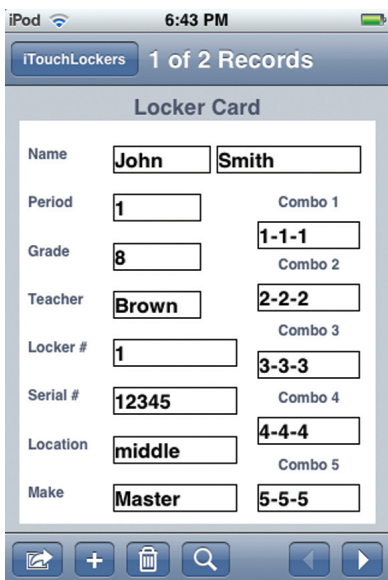 iPod 6:43 PM
iTouchLockers 1 of 2 Records
Locker Card
Name John Smith
Period 1
Combo 1
1-1-1
Grade 8
Combo 2
Teacher Brown
2-2-2
Combo 3
Locker # 1
3-3-3
Serial # 12345
Combo 4
4-4-4
Location middle
Combo 5
Make Master
5-5-5